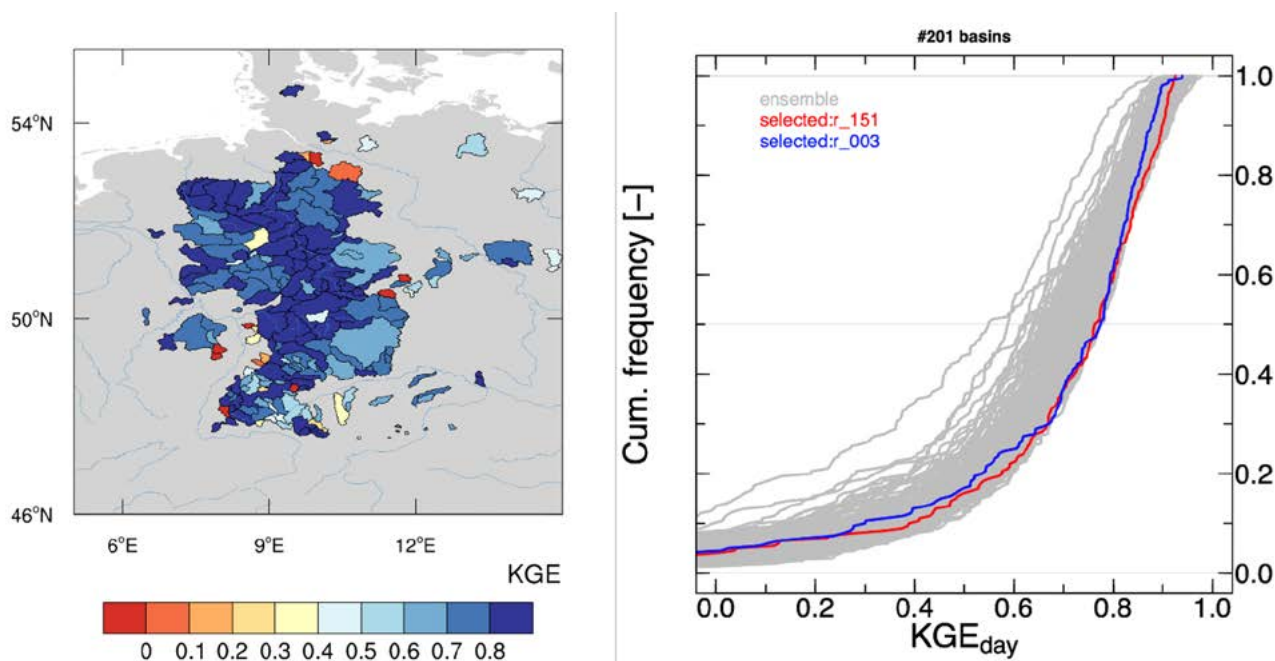 54°N
50°N
46°N
6°E 9°E 12°E
KGE
0 0.1 0.2 0.3 0.4 0.5 0.6 0.7 0.8
#201 basins
ensemble
selected:r_151
selected:r_003
Cum. frequency [−]
1.0
0.8
0.6
0.4
0.2
0.0
0.0 0.2 0.4 0.6 0.8 1.0
KGEday